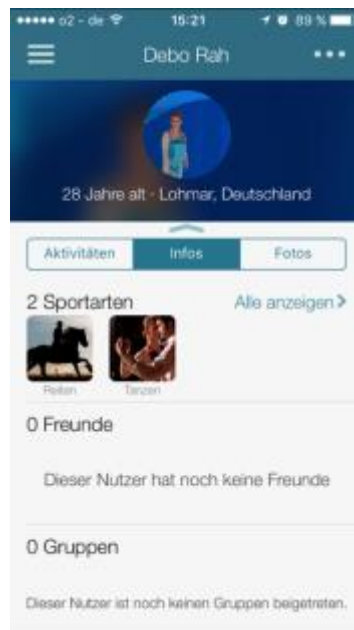 o2 - de 15:21 89 %
Debo Rah
28 Jahre alt - Lohmar, Deutschland
Aktivitäten Infos Fotos
2 Sportarten Alle anzeigen >
Reiten Tanzen
0 Freunde
Dieser Nutzer hat noch keine Freunde
0 Gruppen
Dieser Nutzer ist noch keinen Gruppen beigetreten.